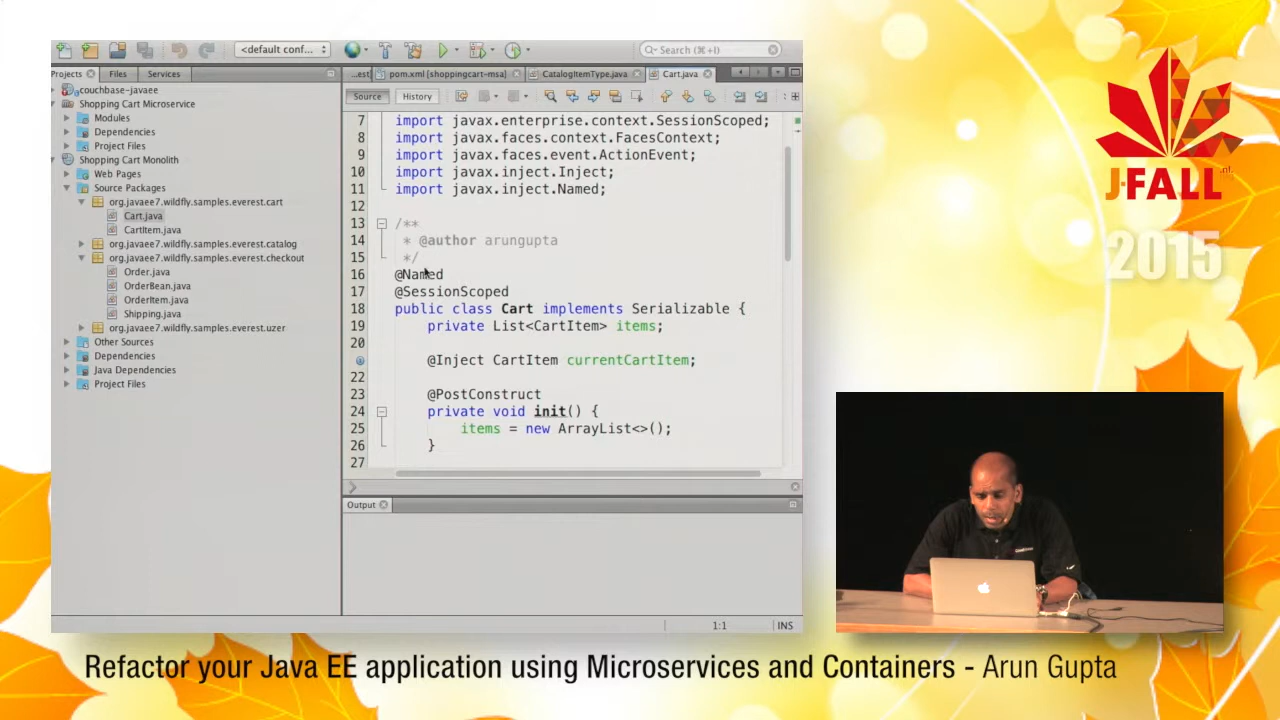 <default conf...
Search (⌘+I)
Projects
Files
Services
...est
pom.xml [shoppingcart-msa]
CatalogItemType.java
Cart.java
couchbase-javaee
Shopping Cart Microservice
Modules
Dependencies
Project Files
Shopping Cart Monolith
Web Pages
Source Packages
org.javaee7.wildfly.samples.everest.cart
Cart.java
CartItem.java
org.javaee7.wildfly.samples.everest.catalog
org.javaee7.wildfly.samples.everest.checkout
Order.java
OrderBean.java
OrderItem.java
Shipping.java
org.javaee7.wildfly.samples.everest.uzer
Other Sources
Dependencies
Java Dependencies
Project Files
Source
History
7 import javax.enterprise.context.SessionScoped;
8 import javax.faces.context.FacesContext;
9 import javax.faces.event.ActionEvent;
10 import javax.inject.Inject;
11 import javax.inject.Named;
12
13 /**
14 * @author arungupta
15 */
16 @Named
17 @SessionScoped
18 public class Cart implements Serializable {
19 private List<CartItem> items;
20
@Inject CartItem currentCartItem;
22
23 @PostConstruct
24 private void init() {
25 items = new ArrayList<>();
26 }
27
Output
1:1
INS
J-FALL.nl
2015
Refactor your Java EE application using Microservices and Containers - Arun Gupta